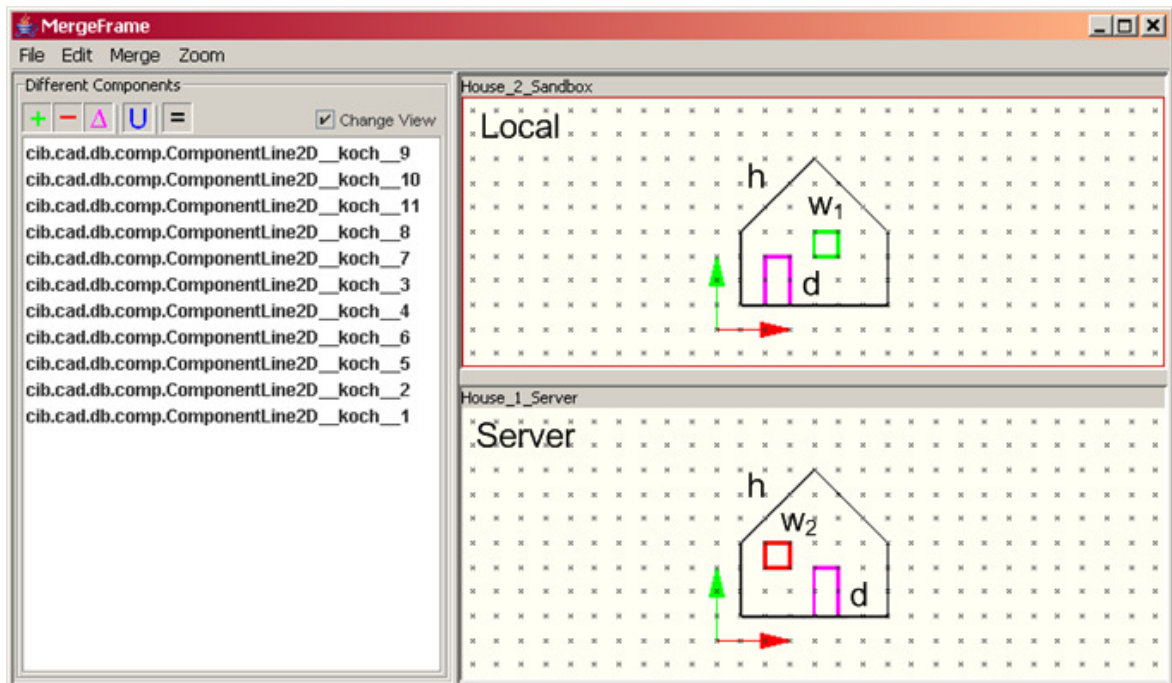 MergeFrame
File Edit Merge Zoom
Different Components
+ − Δ U =
Change View
cib.cad.db.comp.ComponentLine2D__koch__9
cib.cad.db.comp.ComponentLine2D__koch__10
cib.cad.db.comp.ComponentLine2D__koch__11
cib.cad.db.comp.ComponentLine2D__koch__8
cib.cad.db.comp.ComponentLine2D__koch__7
cib.cad.db.comp.ComponentLine2D__koch__3
cib.cad.db.comp.ComponentLine2D__koch__4
cib.cad.db.comp.ComponentLine2D__koch__6
cib.cad.db.comp.ComponentLine2D__koch__5
cib.cad.db.comp.ComponentLine2D__koch__2
cib.cad.db.comp.ComponentLine2D__koch__1
House_2_Sandbox
Local
h
w₁
d
House_1_Server
Server
h
w₂
d